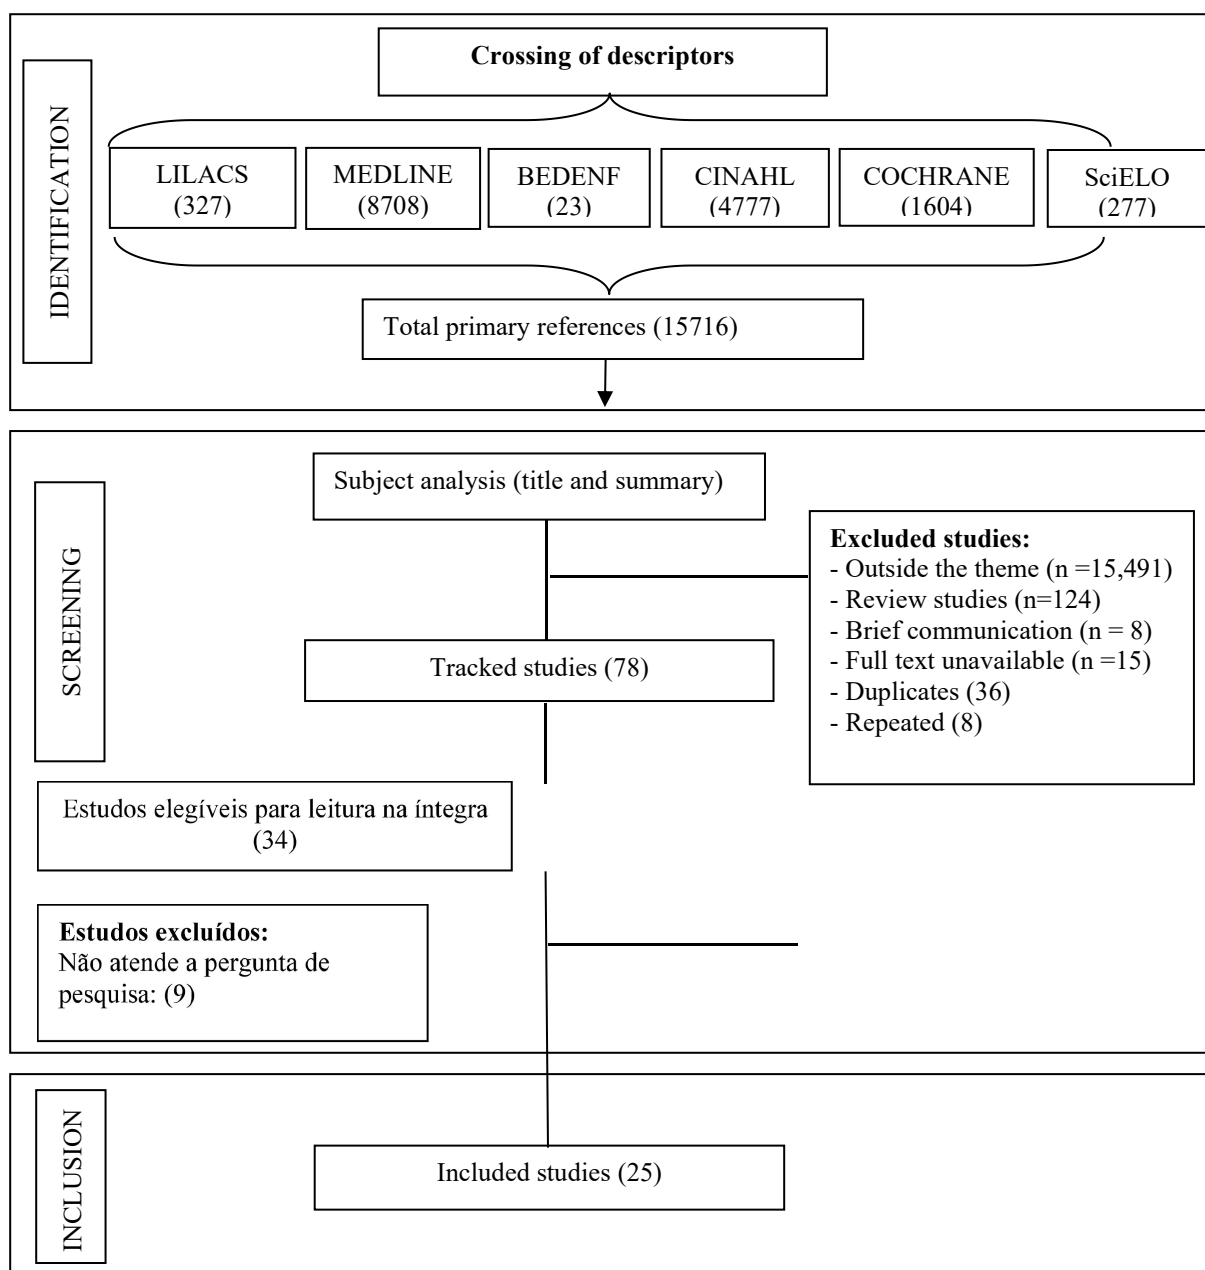 Crossing of descriptors
IDENTIFICATION
LILACS
(327)
MEDLINE
(8708)
BEDENF
(23)
CINAHL
(4777)
COCHRANE
(1604)
SciELO
(277)
Total primary references (15716)
SCREENING
Subject analysis (title and summary)
Excluded studies:
- Outside the theme (n =15,491)
- Review studies (n=124)
- Brief communication (n = 8)
- Full text unavailable (n =15)
- Duplicates (36)
- Repeated (8)
Tracked studies (78)
Estudos elegíveis para leitura na íntegra
(34)
Estudos excluídos:
Não atende a pergunta de
pesquisa: (9)
INCLUSION
Included studies (25)